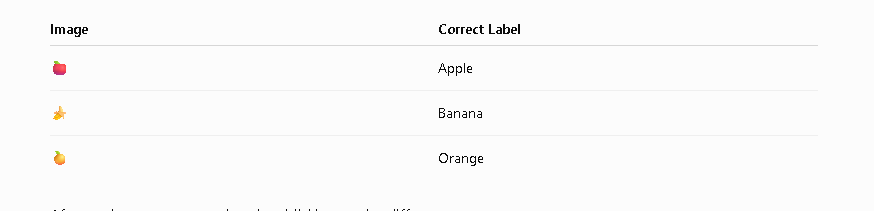 Image Correct Label
🍎 Apple
🍌 Banana
🍊 Orange